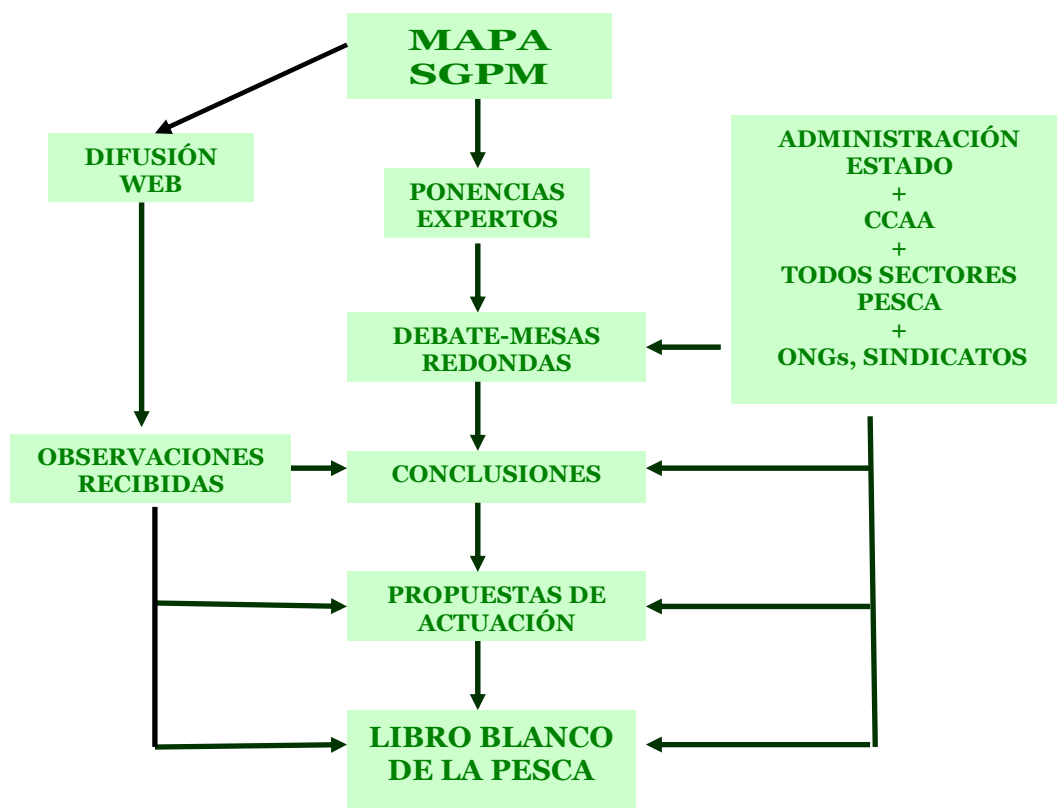 MAPA
SGPM
DIFUSIÓN
WEB
PONENCIAS
EXPERTOS
ADMINISTRACIÓN
ESTADO
+
CCAA
+
TODOS SECTORES
PESCA
+
ONGs, SINDICATOS
DEBATE-MESAS
REDONDAS
OBSERVACIONES
RECIBIDAS
CONCLUSIONES
PROPUESTAS DE
ACTUACIÓN
LIBRO BLANCO
DE LA PESCA